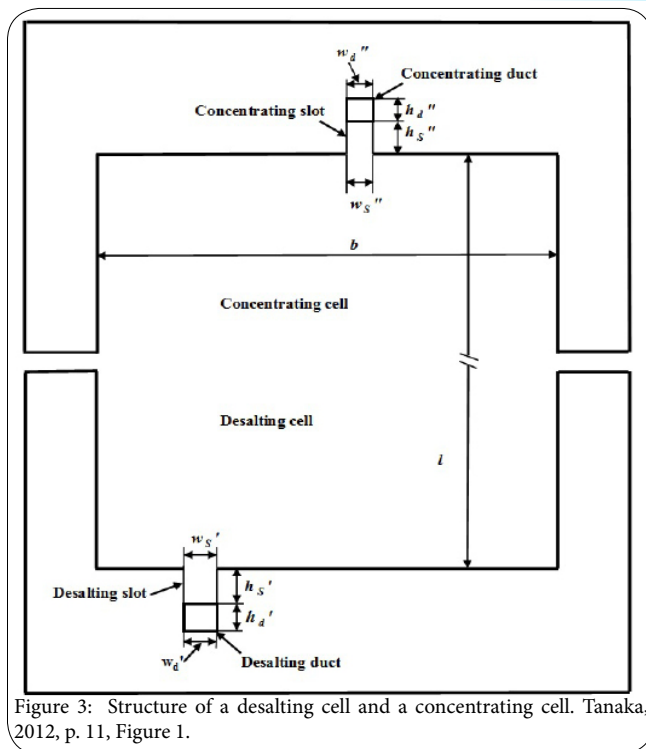 w_d''
Concentrating duct
Concentrating slot
h_d''
h_S''
w_S''
b
Concentrating cell
Desalting cell
l
w_S'
Desalting slot
h_S'
h_d'
w_d'
Desalting duct
Figure 3: Structure of a desalting cell and a concentrating cell. Tanaka,
2012, p. 11, Figure 1.